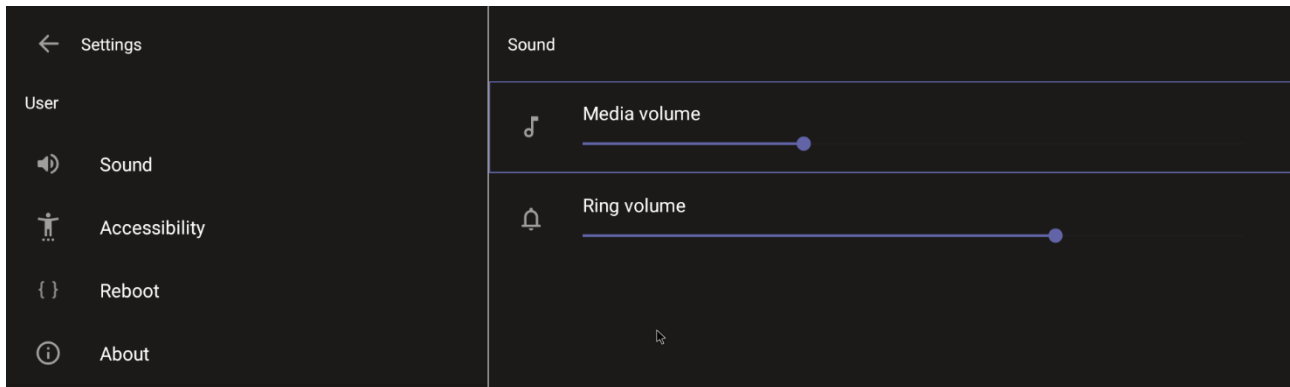 Settings
User
Sound
Accessibility
Reboot
About
Sound
Media volume
Ring volume